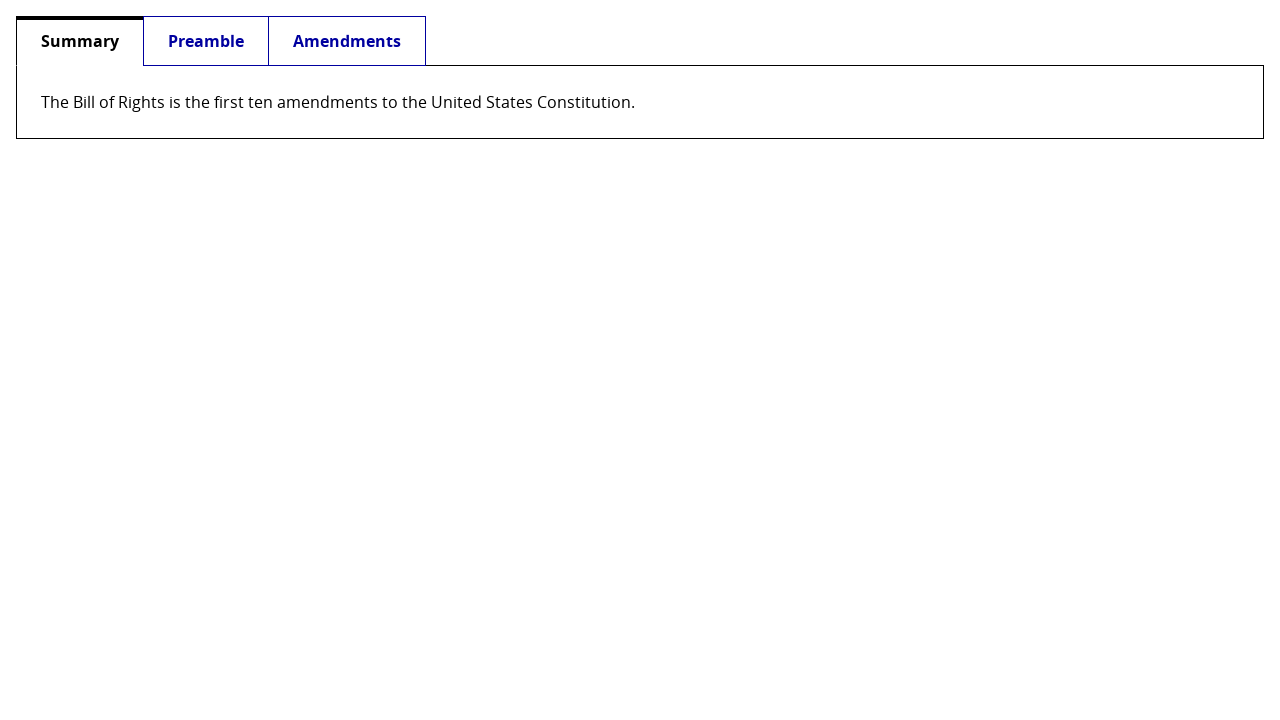 Summary Preamble Amendments
The Bill of Rights is the first ten amendments to the United States Constitution.